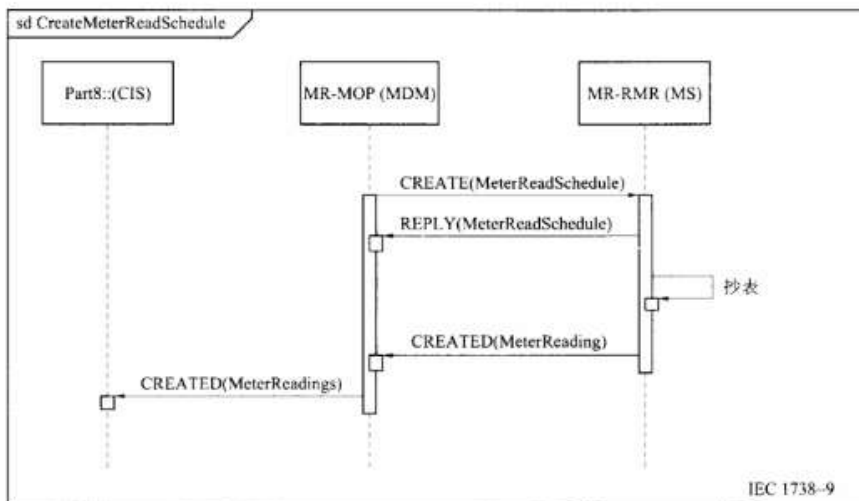 sd CreateMeterReadSchedule
Part8::(CIS)
MR-MOP (MDM)
MR-RMR (MS)
CREATE(MeterReadSchedule)
REPLY(MeterReadSchedule)
抄表
CREATED(MeterReading)
CREATED(MeterReadings)
IEC 1738--9